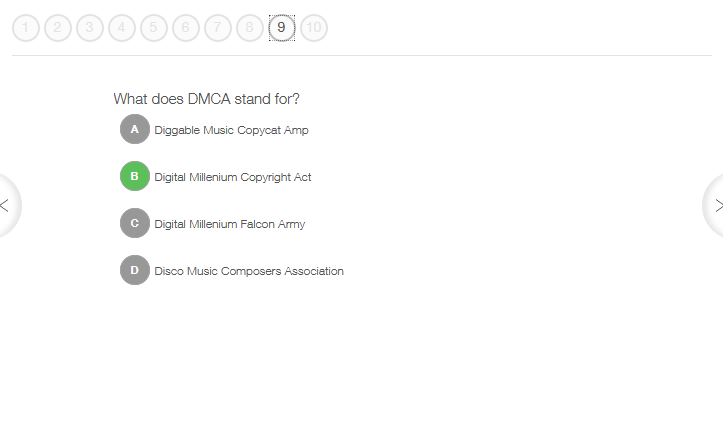 1 2 3 4 5 6 7 8 9 10
What does DMCA stand for?
A Diggable Music Copycat Amp
B Digital Millenium Copyright Act
C Digital Millenium Falcon Army
D Disco Music Composers Association